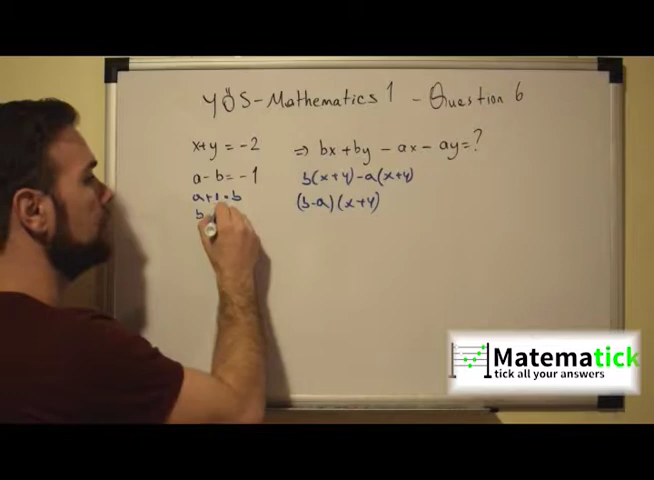 YÖS-Mathematics 1 - Question 6
x+y = -2 ⇒ bx+by - ax - ay = ?
a-b = -1 b(x+y)-a(x+y)
a+1=b (b-a)(x+y)
b
Matematick
tick all your answers